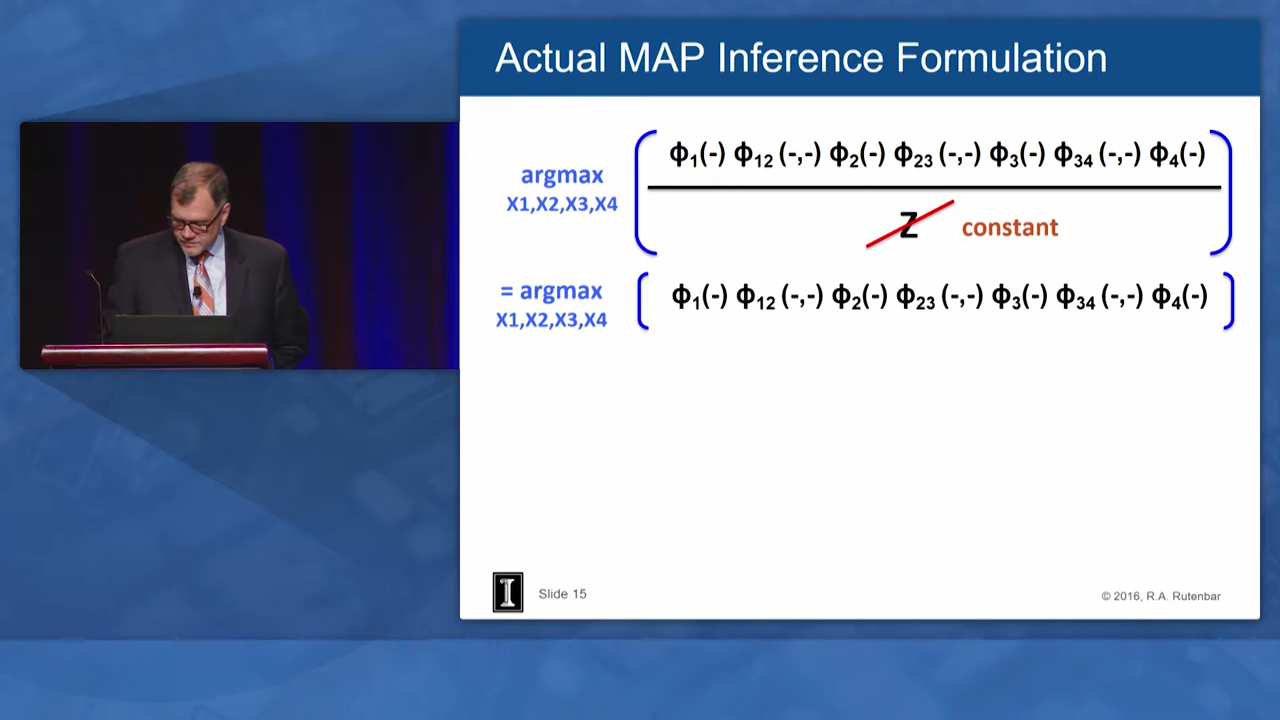 Actual MAP Inference Formulation
argmax
X1,X2,X3,X4
ϕ₁(-) ϕ₁₂ (-,-) ϕ₂(-) ϕ₂₃ (-,-) ϕ₃(-) ϕ₃₄ (-,-) ϕ₄(-)
Z constant
= argmax
X1,X2,X3,X4
ϕ₁(-) ϕ₁₂ (-,-) ϕ₂(-) ϕ₂₃ (-,-) ϕ₃(-) ϕ₃₄ (-,-) ϕ₄(-)
I
Slide 15
© 2016, R.A. Rutenbar